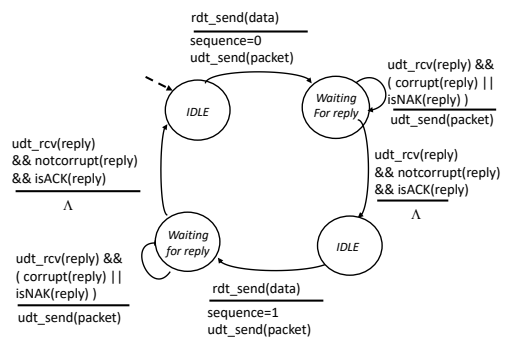 rdt_send(data)
sequence=0
udt_send(packet)
IDLE
Waiting
For reply
udt_rcv(reply) &&
( corrupt(reply) ||
isNAK(reply) )
udt_send(packet)
udt_rcv(reply)
&& notcorrupt(reply)
&& isACK(reply)
Λ
udt_rcv(reply)
&& notcorrupt(reply)
&& isACK(reply)
Λ
Waiting
for reply
IDLE
udt_rcv(reply) &&
( corrupt(reply) ||
isNAK(reply) )
udt_send(packet)
rdt_send(data)
sequence=1
udt_send(packet)